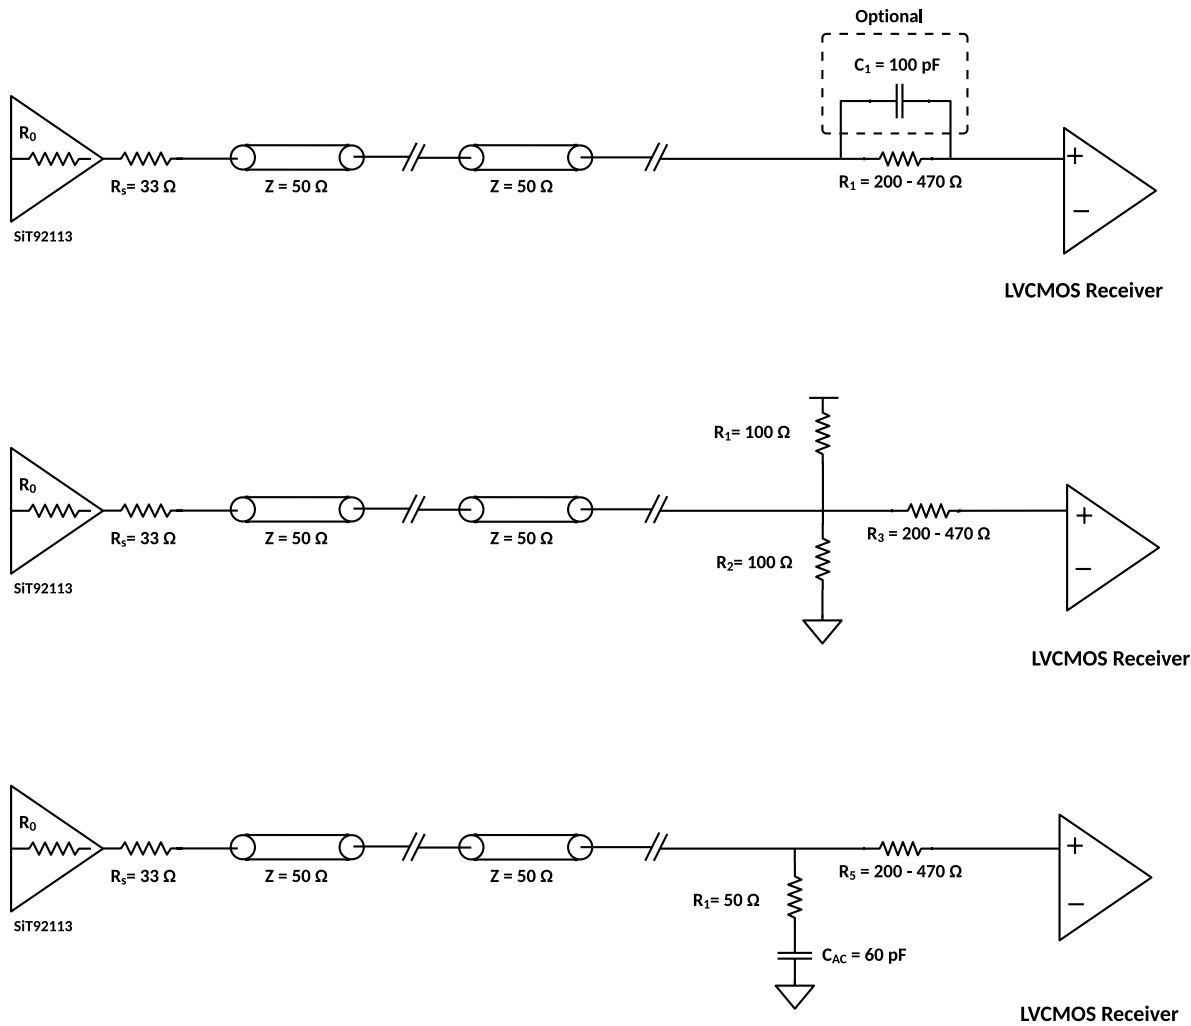 Optional
C1 = 100 pF
R0
+
Rs= 33 Ω
Z = 50 Ω
Z = 50 Ω
R1 = 200 - 470 Ω
−
SiT92113
LVCMOS Receiver
R1= 100 Ω
R0
+
Rs= 33 Ω
Z = 50 Ω
Z = 50 Ω
R3 = 200 - 470 Ω
R2= 100 Ω
−
SiT92113
LVCMOS Receiver
R0
+
Rs= 33 Ω
Z = 50 Ω
Z = 50 Ω
R5 = 200 - 470 Ω
R1= 50 Ω
−
SiT92113
CAC = 60 pF
LVCMOS Receiver